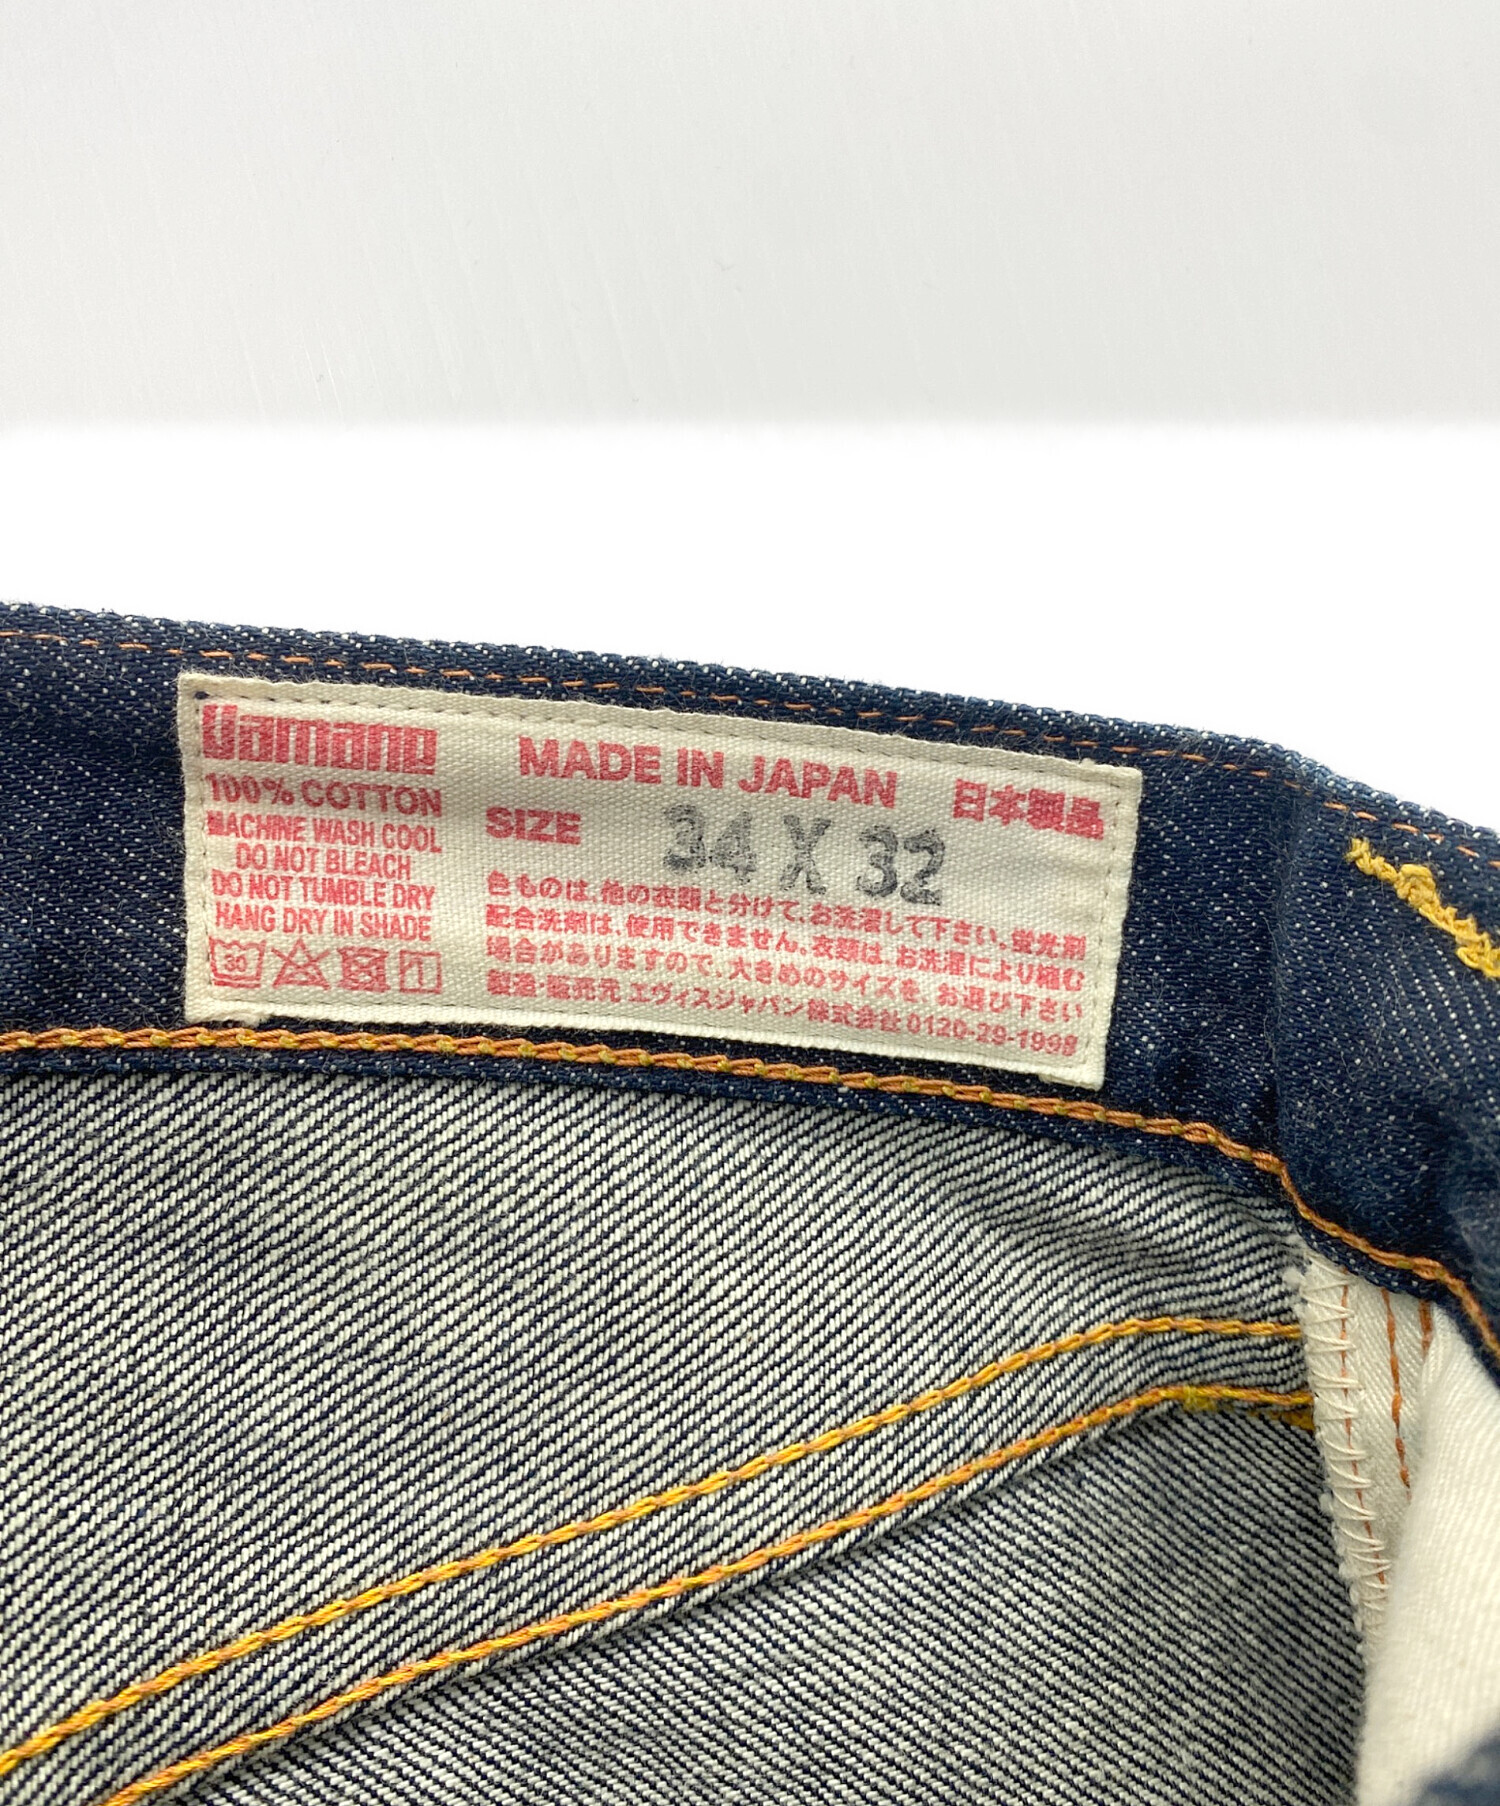 Yamane
100% COTTON
MACHINE WASH COOL
DO NOT BLEACH
DO NOT TUMBLE DRY
HANG DRY IN SHADE
30
MADE IN JAPAN 日本製品
SIZE 34 X 32
色ものは、他の衣類と分けて、お洗濯して下さい。蛍光剤
配合洗剤は、使用できません。衣類は、お洗濯により縮む
場合がありますので、大きめのサイズを、お選び下さい
製造・販売元 エヴィスジャパン株式会社 0120-29-1998